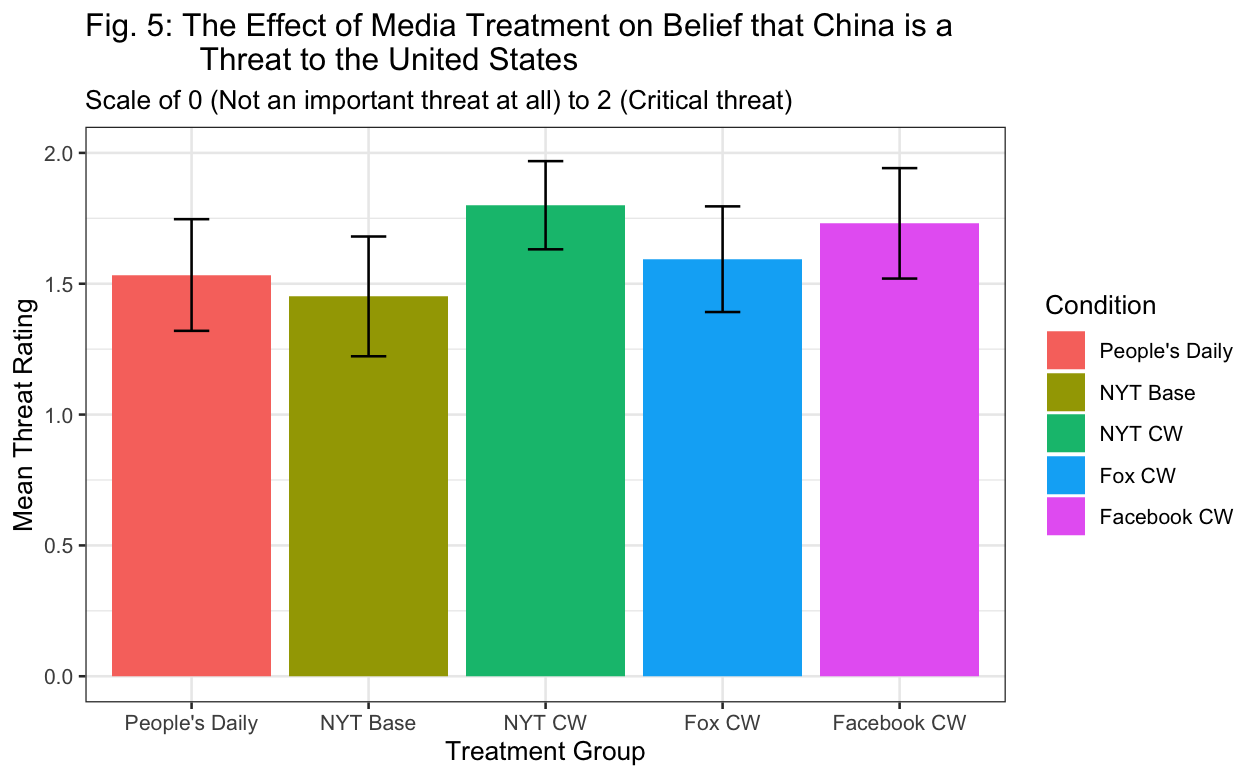 Fig. 5: The Effect of Media Treatment on Belief that China is a
Threat to the United States
Scale of 0 (Not an important threat at all) to 2 (Critical threat)
Mean Threat Rating
2.0
1.5
1.0
0.5
0.0
People's Daily
NYT Base
NYT CW
Fox CW
Facebook CW
Treatment Group
Condition
People's Daily
NYT Base
NYT CW
Fox CW
Facebook CW